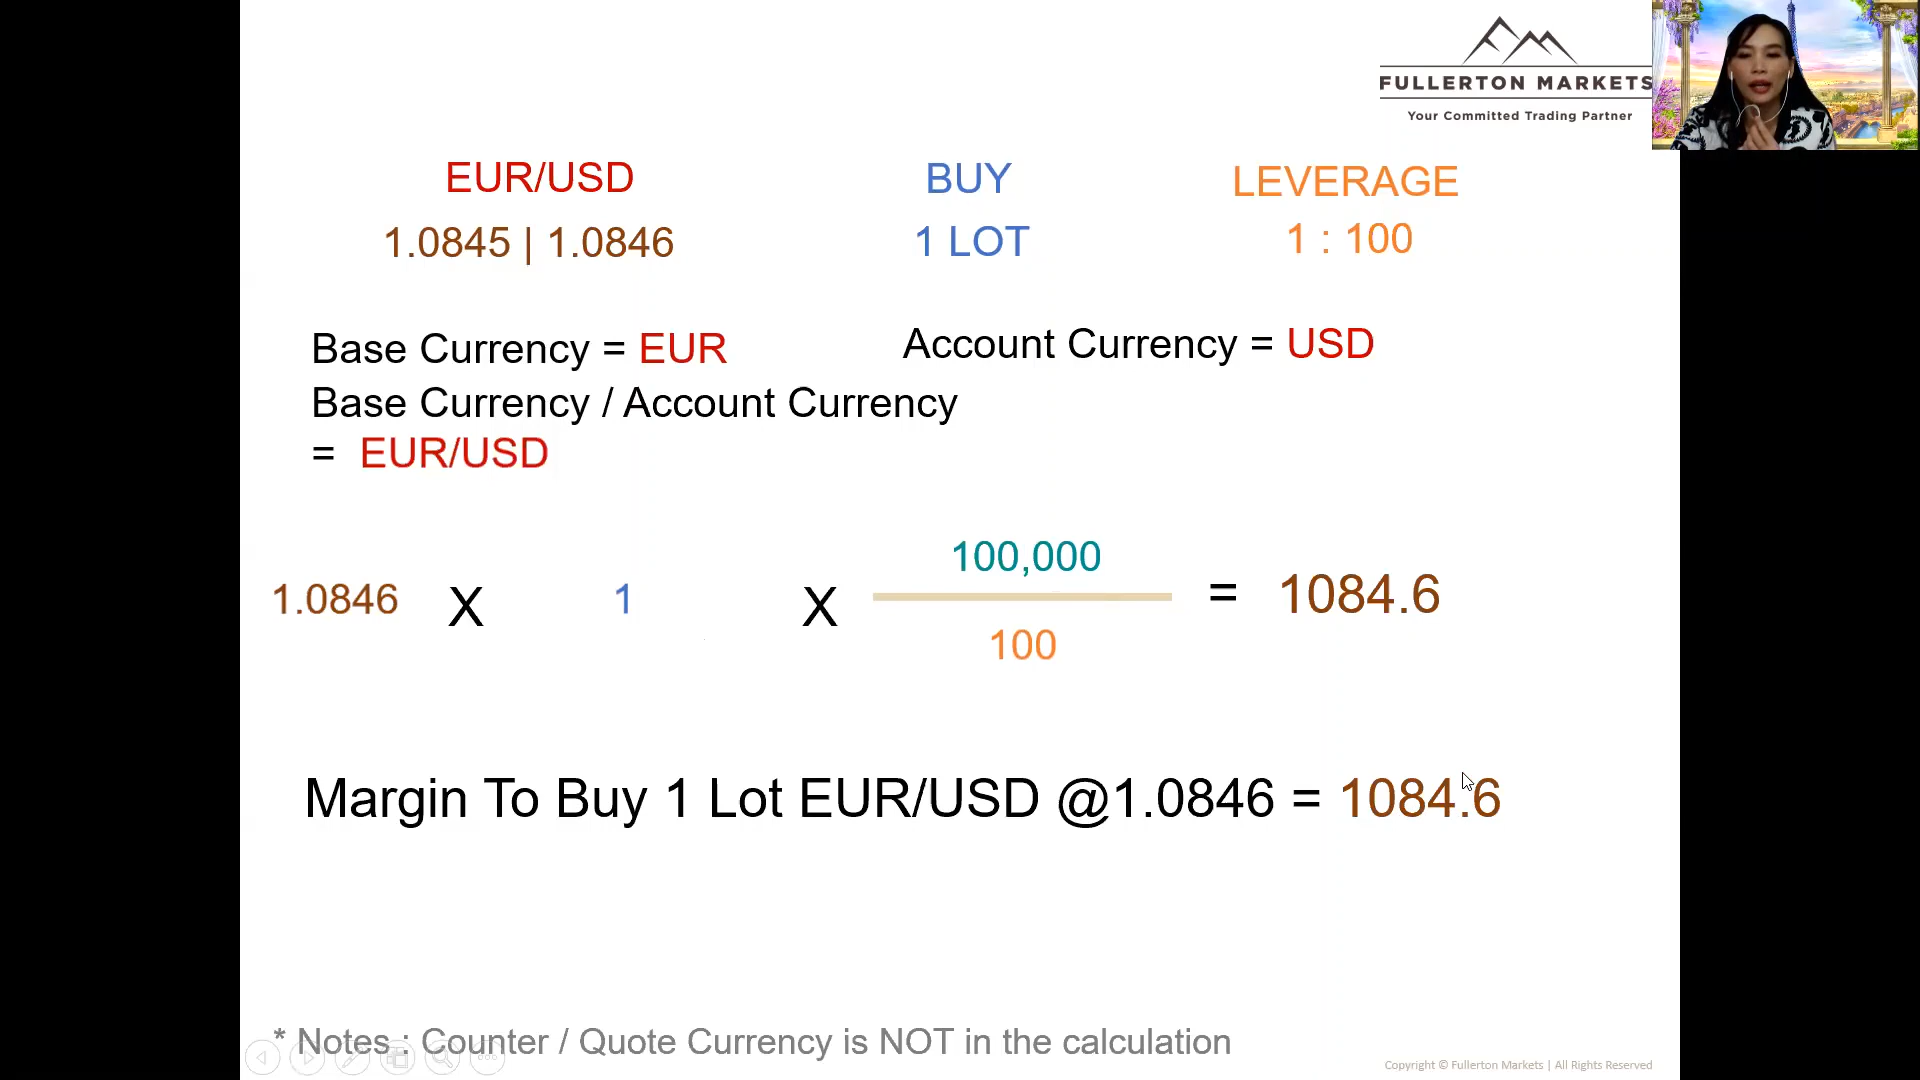 FULLERTON MARKETS
Your Committed Trading Partner
EUR/USD BUY LEVERAGE
1.0845 | 1.0846 1 LOT 1 : 100
Base Currency = EUR Account Currency = USD
Base Currency / Account Currency
= EUR/USD
100,000
1.0846 X 1 X = 1084.6
100
Margin To Buy 1 Lot EUR/USD @1.0846 = 1084.6
* Notes : Counter / Quote Currency is NOT in the calculation
Copyright © Fullerton Markets | All Rights Reserved